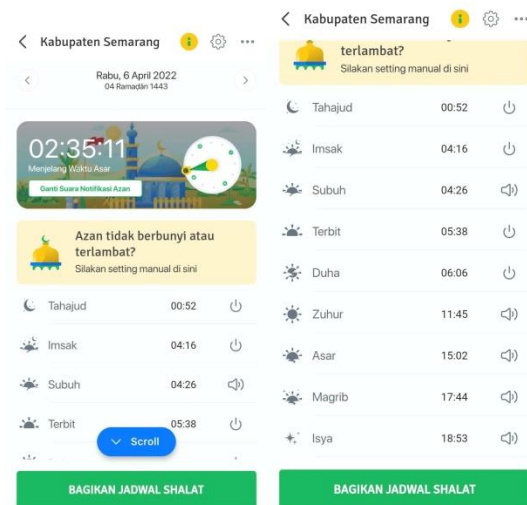 Kabupaten Semarang
Rabu, 6 April 2022
04 Ramadan 1443
02:35:11
Menjelang Waktu Asar
Ganti Suara Notifikasi Azan
Azan tidak berbunyi atau
terlambat?
Silakan setting manual di sini
Tahajud 00:52
Imsak 04:16
Subuh 04:26
Terbit 05:38
Scroll
BAGIKAN JADWAL SHALAT
Kabupaten Semarang
terlambat?
Silakan setting manual di sini
Tahajud 00:52
Imsak 04:16
Subuh 04:26
Terbit 05:38
Duha 06:06
Zuhur 11:45
Asar 15:02
Magrib 17:44
Isya 18:53
BAGIKAN JADWAL SHALAT